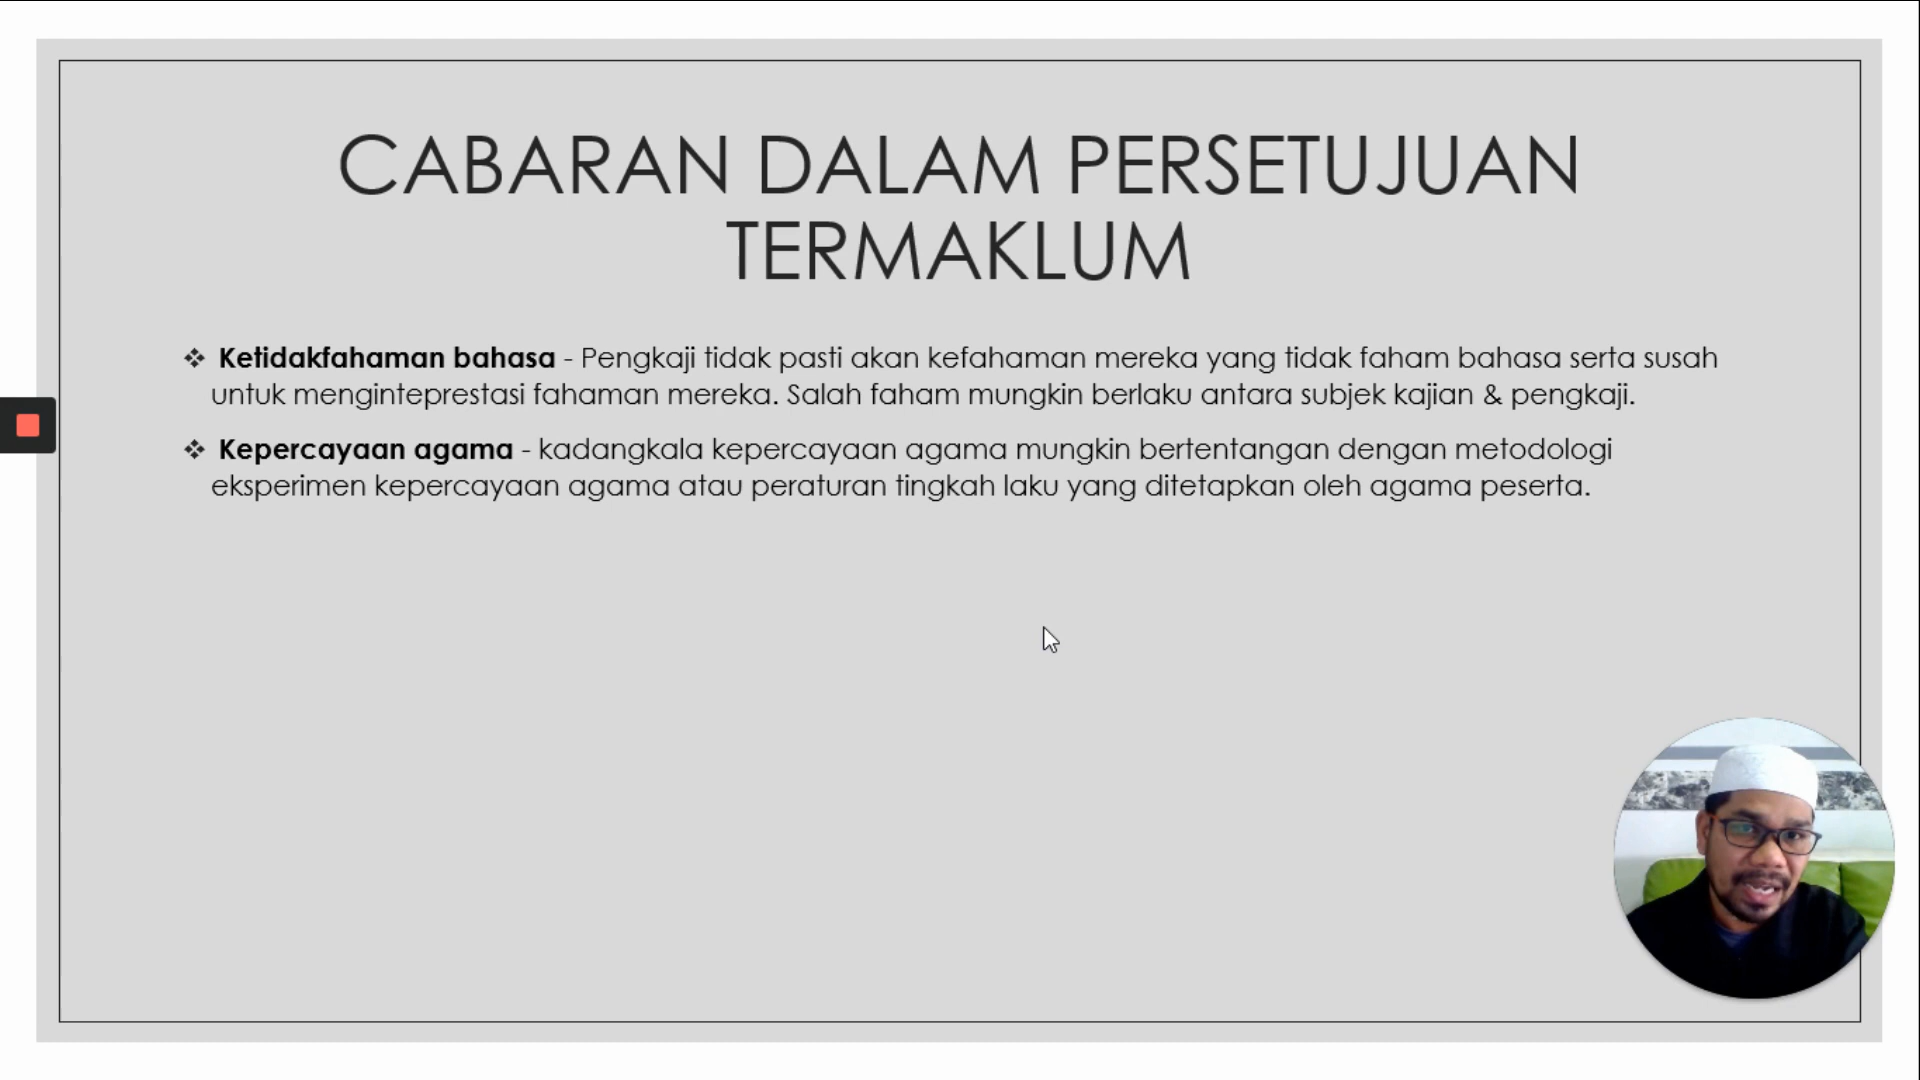 CABARAN DALAM PERSETUJUAN
TERMAKLUM
❖ Ketidakfahaman bahasa - Pengkaji tidak pasti akan kefahaman mereka yang tidak faham bahasa serta susah
untuk menginteprestasi fahaman mereka. Salah faham mungkin berlaku antara subjek kajian & pengkaji.
❖ Kepercayaan agama - kadangkala kepercayaan agama mungkin bertentangan dengan metodologi
eksperimen kepercayaan agama atau peraturan tingkah laku yang ditetapkan oleh agama peserta.